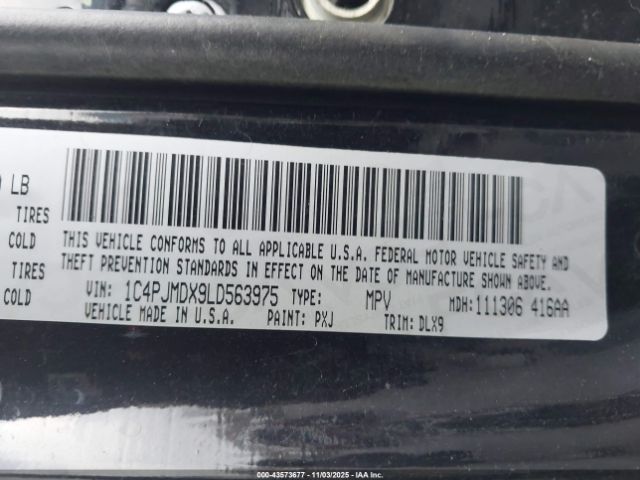 LB
TIRES
COLD THIS VEHICLE CONFORMS TO ALL APPLICABLE U.S.A. FEDERAL MOTOR VEHICLE SAFETY AND
COLD THEFT PREVENTION STANDARDS IN EFFECT ON THE DATE OF MANUFACTURE SHOWN ABOVE.
VIN: 1C4PJMDX9LD563975 TYPE: MPV MDH:111306 416AA
VEHICLE MADE IN U.S.A. PAINT: PXJ TRIM: DLX9
000-43573677 - 11/03/2025 - IAA Inc.